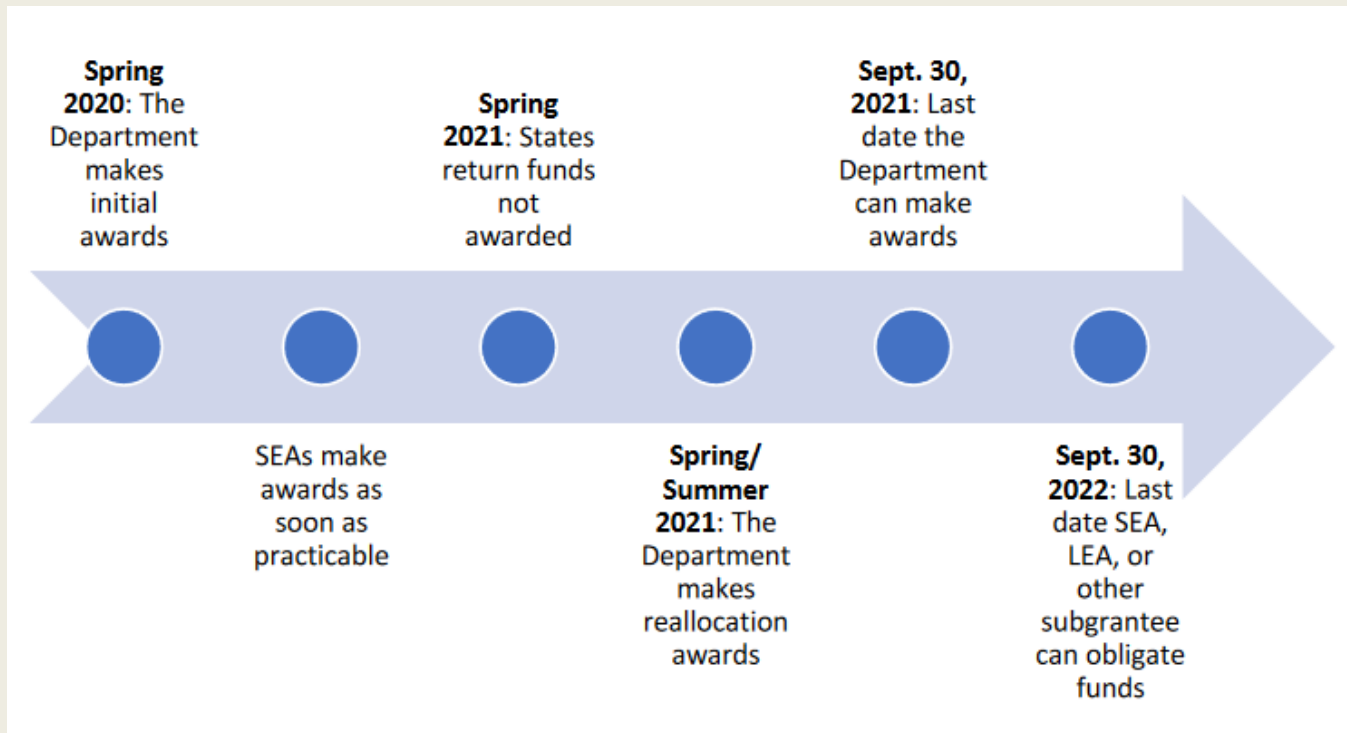 Spring
2020: The
Department
makes
initial
awards
SEAs make
awards as
soon as
practicable
Spring
2021: States
return funds
not
awarded
Spring/
Summer
2021: The
Department
makes
reallocation
awards
Sept. 30,
2021: Last
date the
Department
can make
awards
Sept. 30,
2022: Last
date SEA,
LEA, or
other
subgrantee
can obligate
funds